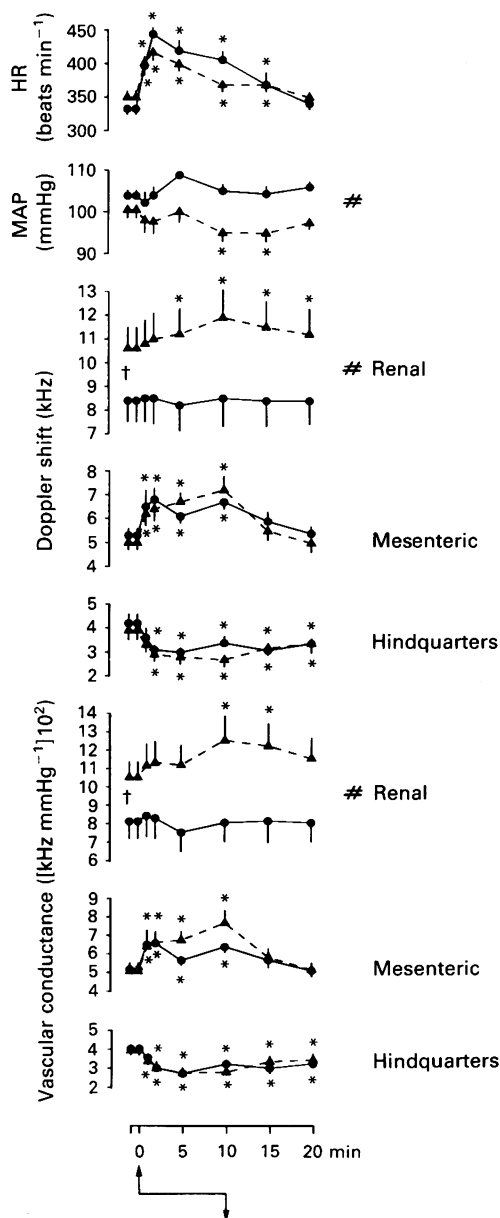 HR
(beats min⁻¹)
450
400
350
300
* * * * *
* * * * *
MAP
(mmHg)
110
100
90
#
* *
Doppler shift (kHz)
13
12
11
10
9
8
7
* * * *
†
# Renal
8
7
6
5
4
* * * *
* * * *
Mesenteric
5
4
3
2
* * * * *
* * * * *
Hindquarters
Vascular conductance ([kHz mmHg⁻¹]10²)
14
13
12
11
10
9
8
7
6
* *
†
# Renal
9
8
7
6
5
4
* * * *
* * * *
Mesenteric
5
4
3
2
* * * * *
* * * * * *
Hindquarters
0 5 10 15 20 min